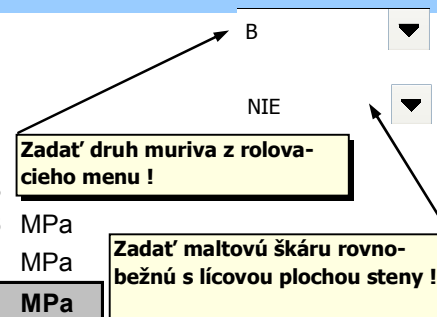 B
NIE
Zadať druh muriva z rolova-
cieho menu !
MPa
MPa
Zadať maltovú škáru rovno-
bežnú s lícovou plochou steny !
MPa